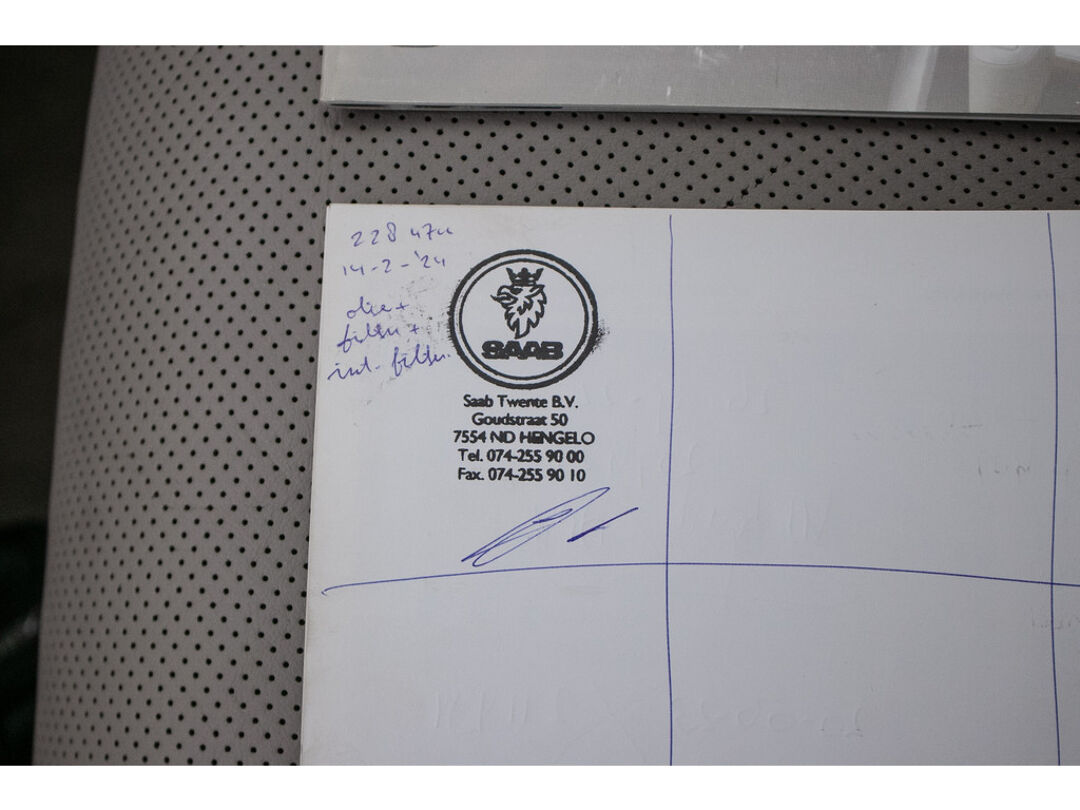 228 474
14-2-'24
olie +
filter +
int. filter.
SAAB
Saab Twente B.V.
Goudstraat 50
7554 ND HENGELO
Tel. 074-255 90 00
Fax. 074-255 90 10